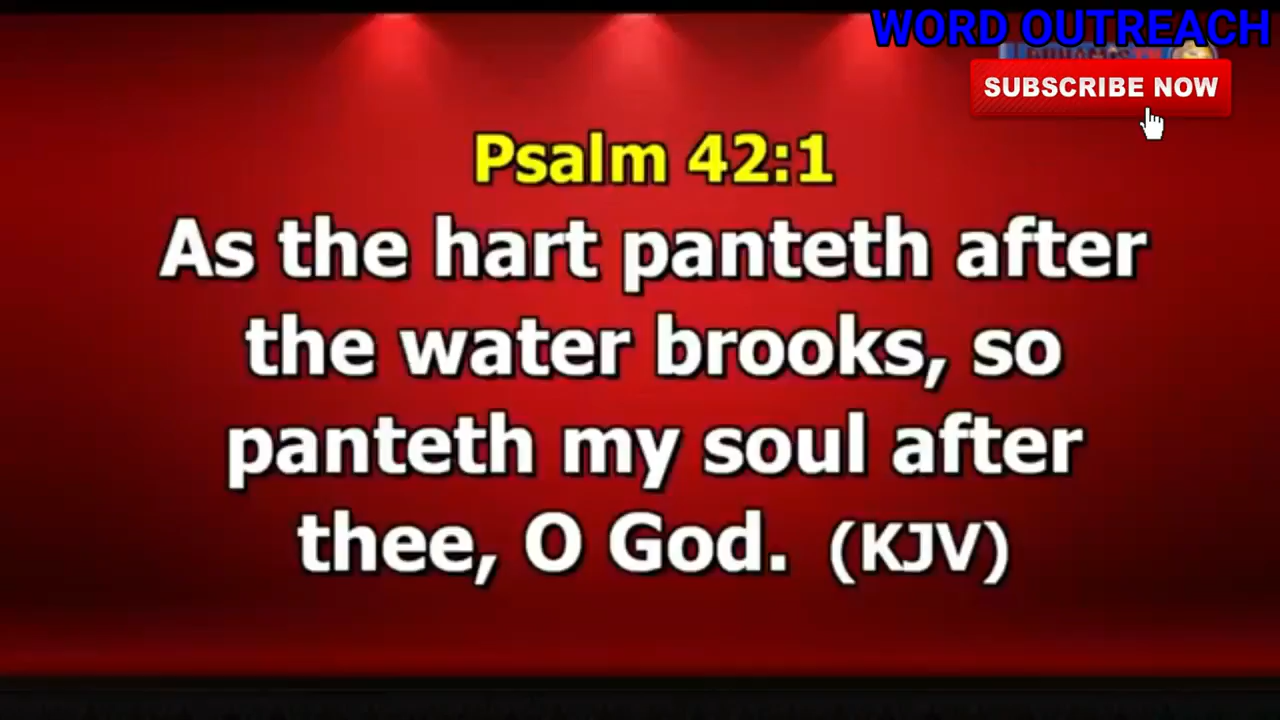 WORD OUTREACH
SUBSCRIBE NOW
Psalm 42:1
As the hart panteth after
the water brooks, so
panteth my soul after
thee, O God. (KJV)